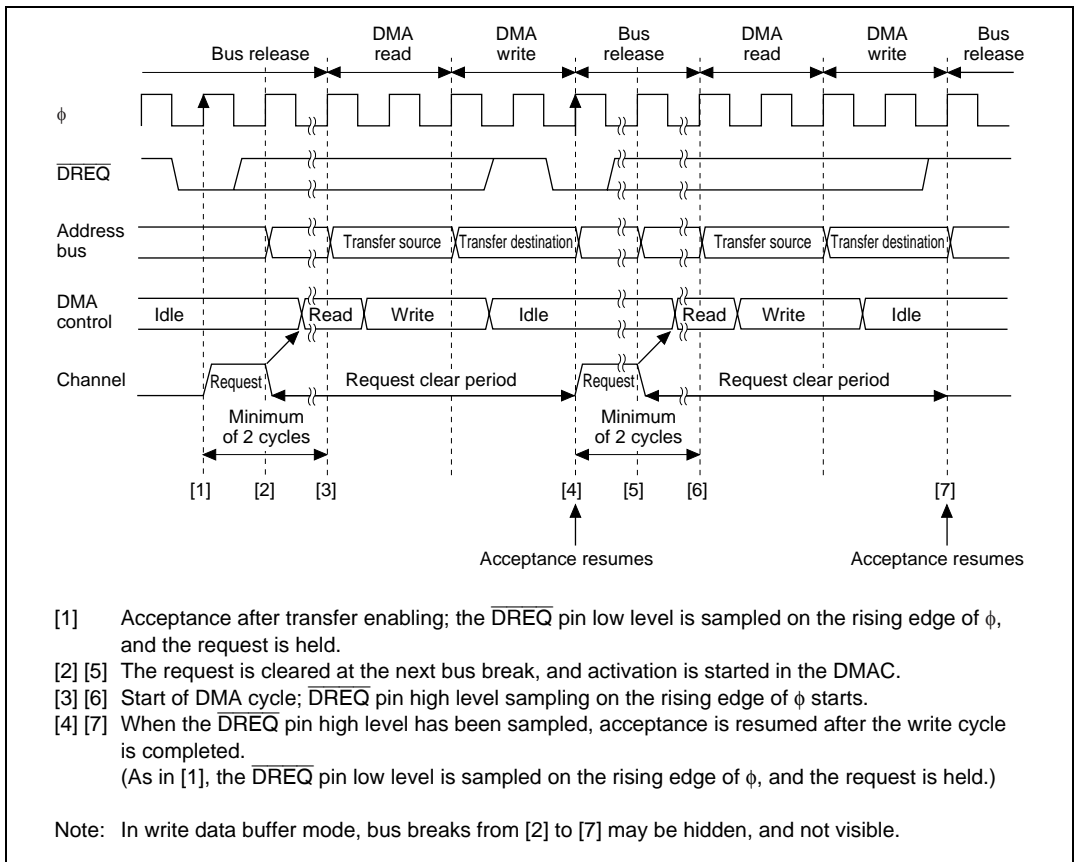 Bus release
DMA read
DMA write
Bus release
DMA read
DMA write
Bus release
ϕ
DREQ
Address bus
Transfer source
Transfer destination
Transfer source
Transfer destination
DMA control
Idle
Read
Write
Idle
Read
Write
Idle
Channel
Request
Request clear period
Request
Request clear period
Minimum of 2 cycles
Minimum of 2 cycles
[1] [2] [3] [4] [5] [6] [7]
Acceptance resumes
Acceptance resumes
[1] Acceptance after transfer enabling; the DREQ pin low level is sampled on the rising edge of ϕ,
and the request is held.
[2] [5] The request is cleared at the next bus break, and activation is started in the DMAC.
[3] [6] Start of DMA cycle; DREQ pin high level sampling on the rising edge of ϕ starts.
[4] [7] When the DREQ pin high level has been sampled, acceptance is resumed after the write cycle
is completed.
(As in [1], the DREQ pin low level is sampled on the rising edge of ϕ, and the request is held.)
Note: In write data buffer mode, bus breaks from [2] to [7] may be hidden, and not visible.